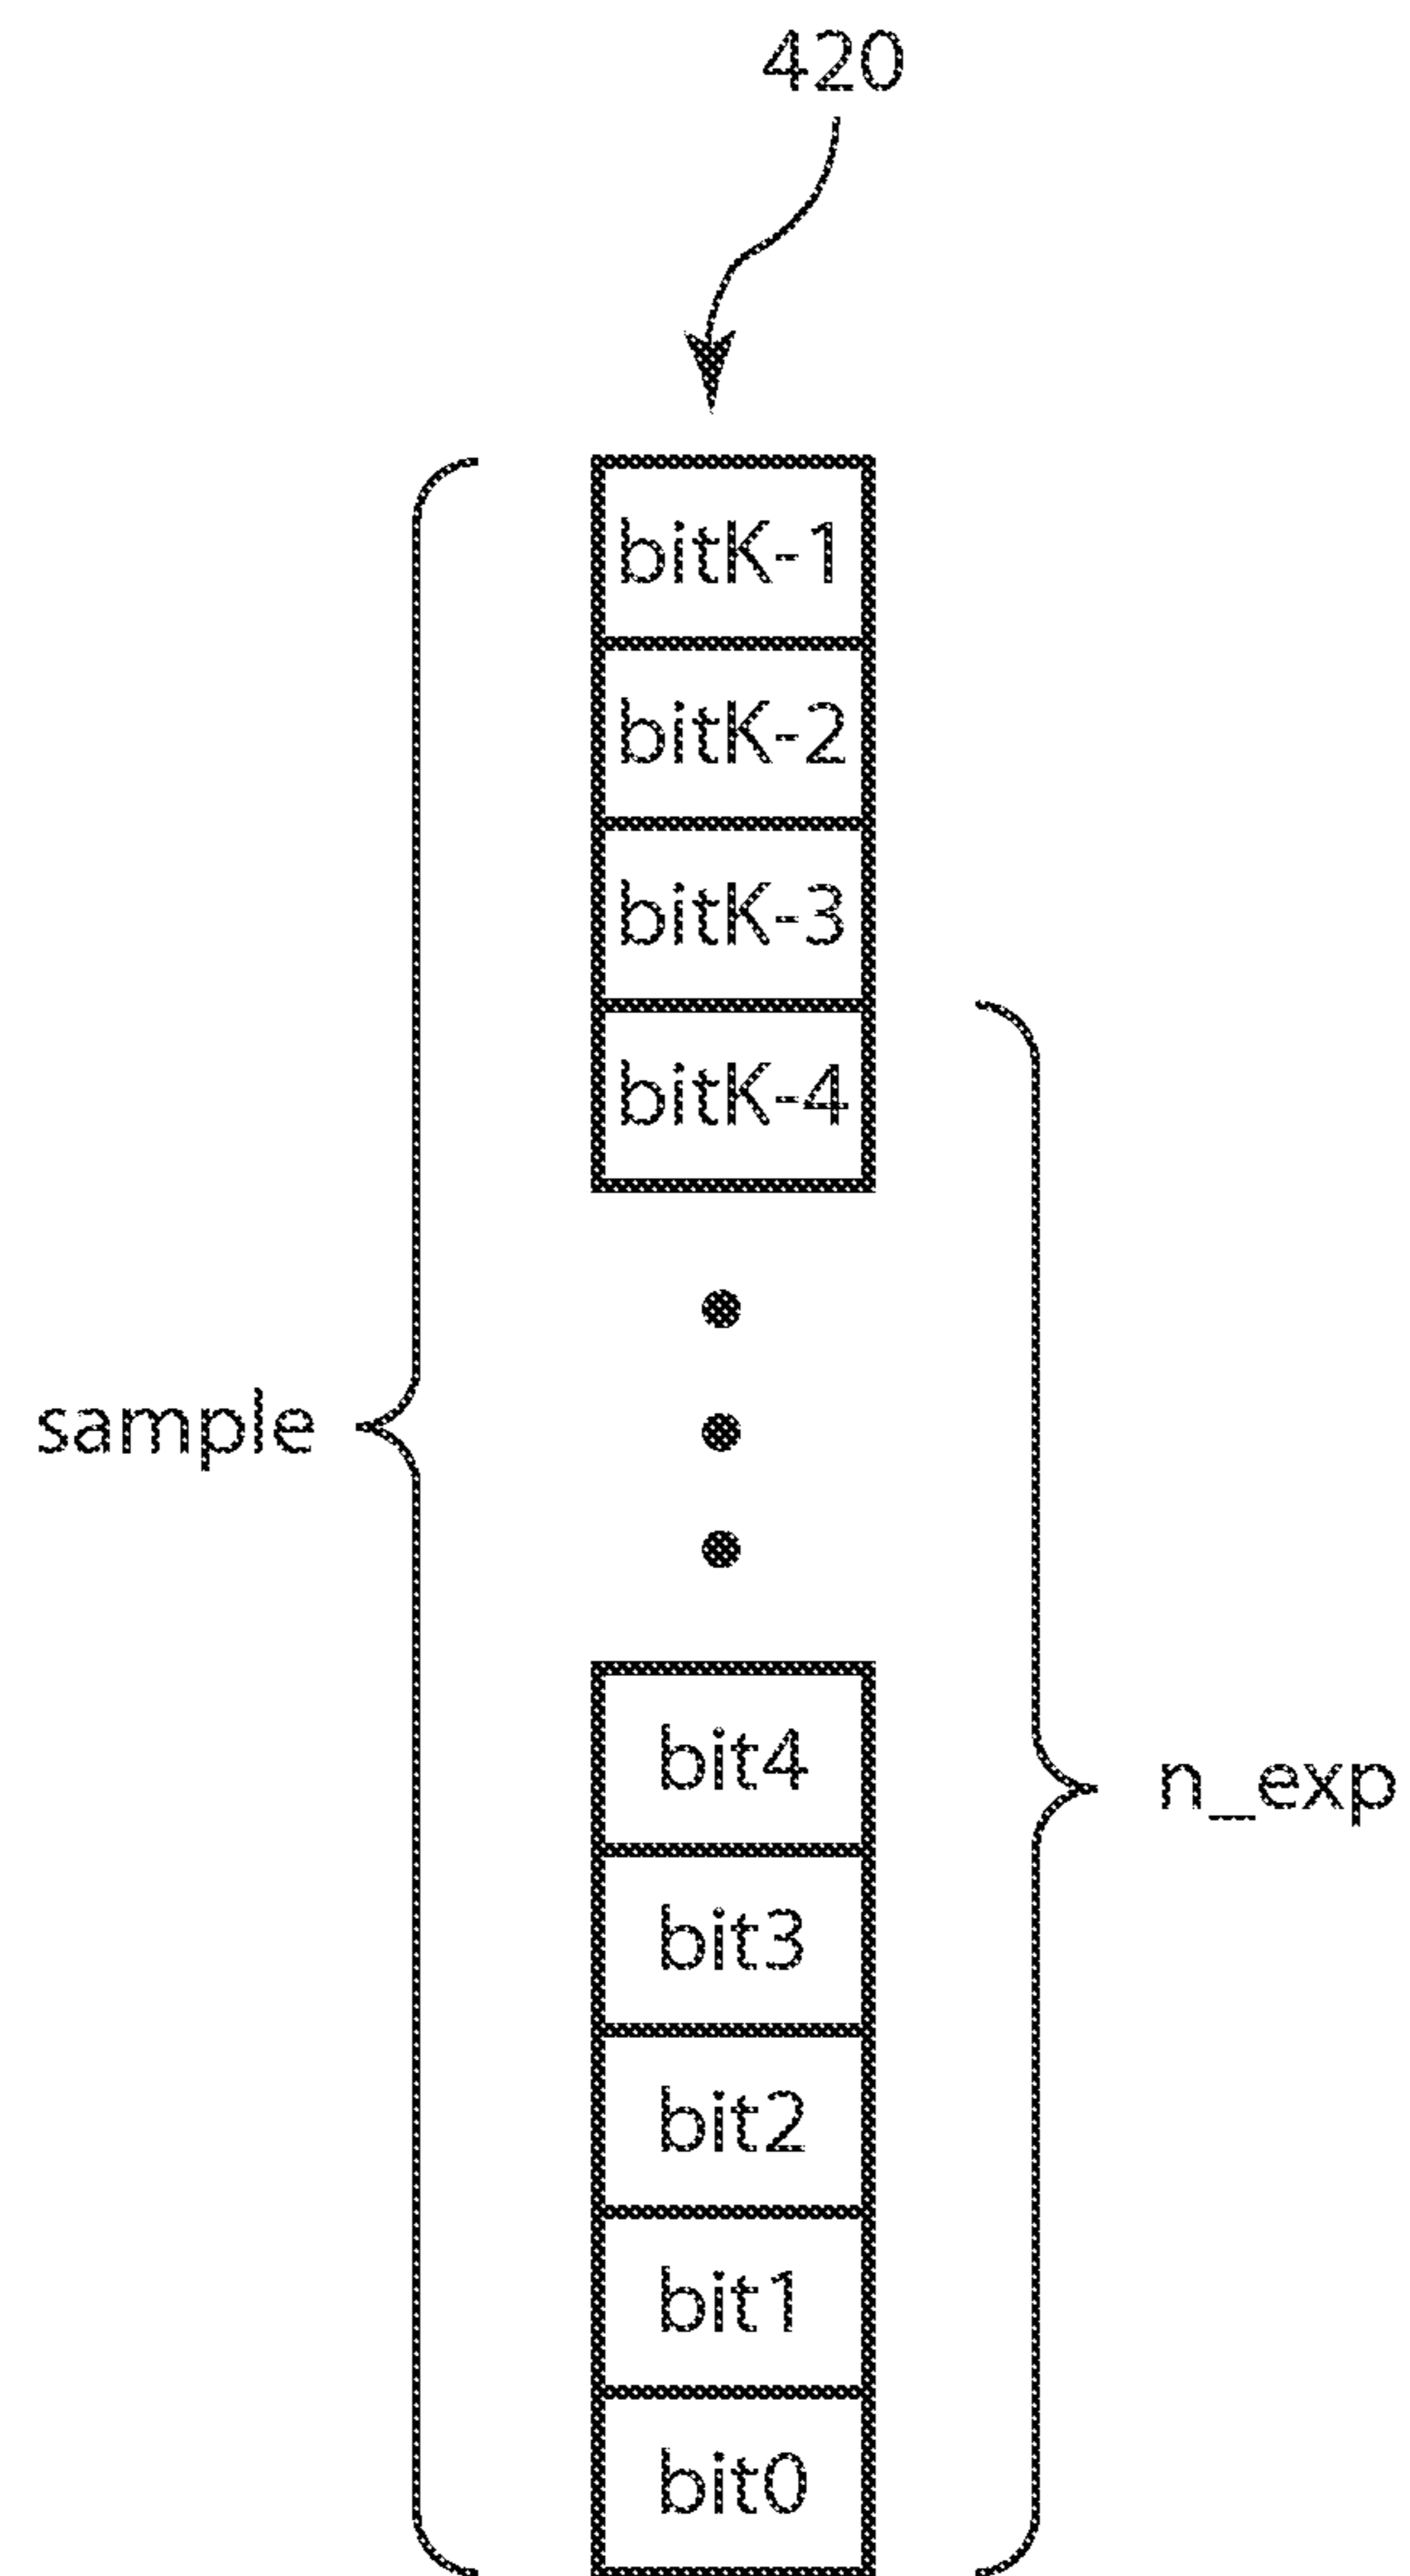 420
bitK-1
bitK-2
bitK-3
bitK-4
sample
bit4
n_exp
bit3
bit2
bit1
bit0